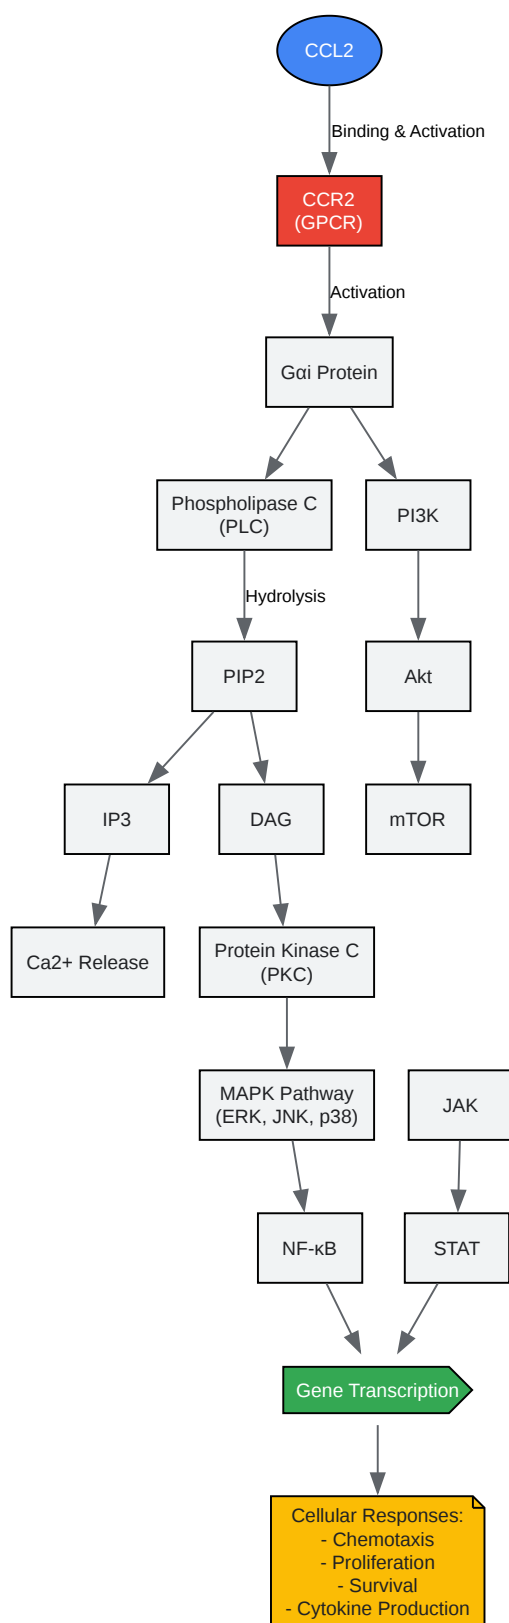 CCL2
Binding & Activation
CCR2
(GPCR)
Activation
Gαi Protein
Phospholipase C
(PLC)
PI3K
Hydrolysis
PIP2
Akt
IP3
DAG
mTOR
Ca2+ Release
Protein Kinase C
(PKC)
MAPK Pathway
(ERK, JNK, p38)
JAK
NF-κB
STAT
Gene Transcription
Cellular Responses:
- Chemotaxis
- Proliferation
- Survival
- Cytokine Production